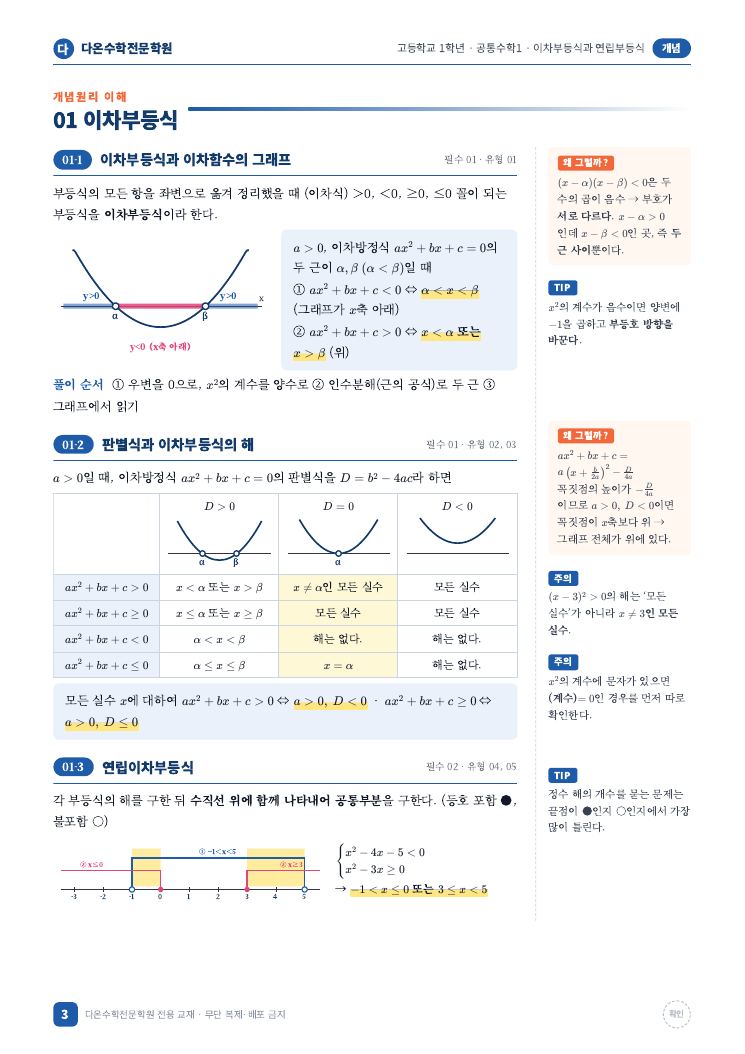 다 다온수학전문학원
고등학교 1학년 · 공통수학1 · 이차부등식과 연립부등식 개념
개념원리 이해
01 이차부등식
01-1 이차부등식과 이차함수의 그래프 필수 01 · 유형 01
부등식의 모든 항을 좌변으로 옮겨 정리했을 때 (이차식) >0, <0, ≥0, ≤0 꼴이 되는
부등식을 이차부등식이라 한다.
y>0 y>0 x
α β
y<0 (x축 아래)
a > 0, 이차방정식 ax² + bx + c = 0의
두 근이 α, β (α < β)일 때
① ax² + bx + c < 0 ⇔ α < x < β
(그래프가 x축 아래)
② ax² + bx + c > 0 ⇔ x < α 또는
x > β (위)
풀이 순서 ① 우변을 0으로, x²의 계수를 양수로 ② 인수분해(근의 공식)로 두 근 ③
그래프에서 읽기
왜 그럴까?
(x − α)(x − β) < 0은 두
수의 곱이 음수 → 부호가
서로 다르다. x − α > 0
인데 x − β < 0인 곳, 즉 두
근 사이뿐이다.
TIP
x²의 계수가 음수이면 양변에
−1을 곱하고 부등호 방향을
바꾼다.
01-2 판별식과 이차부등식의 해 필수 01 · 유형 02, 03
a > 0일 때, 이차방정식 ax² + bx + c = 0의 판별식을 D = b² − 4ac라 하면
D > 0 D = 0 D < 0
α β α
ax² + bx + c > 0 x < α 또는 x > β x ≠ α인 모든 실수 모든 실수
ax² + bx + c ≥ 0 x ≤ α 또는 x ≥ β 모든 실수 모든 실수
ax² + bx + c < 0 α < x < β 해는 없다. 해는 없다.
ax² + bx + c ≤ 0 α ≤ x ≤ β x = α 해는 없다.
모든 실수 x에 대하여 ax² + bx + c > 0 ⇔ a > 0, D < 0 · ax² + bx + c ≥ 0 ⇔
a > 0, D ≤ 0
왜 그럴까?
ax² + bx + c =
a(x + b/2a)² − D/4a
꼭짓점의 높이가 −D/4a
이므로 a > 0, D < 0이면
꼭짓점이 x축보다 위 →
그래프 전체가 위에 있다.
주의
(x − 3)² > 0의 해는 ‘모든
실수’가 아니라 x ≠ 3인 모든
실수.
주의
x²의 계수에 문자가 있으면
(계수)= 0인 경우를 먼저 따로
확인한다.
01-3 연립이차부등식 필수 02 · 유형 04, 05
각 부등식의 해를 구한 뒤 수직선 위에 함께 나타내어 공통부분을 구한다. (등호 포함 ●,
불포함 ○)
① −1<x<5
② x≤0 ② x≥3
-3 -2 -1 0 1 2 3 4 5
x² − 4x − 5 < 0
x² − 3x ≥ 0
→ −1 < x ≤ 0 또는 3 ≤ x < 5
TIP
정수 해의 개수를 묻는 문제는
끝점이 ●인지 ○인지에서 가장
많이 틀린다.
3 다온수학전문학원 전용 교재 · 무단 복제·배포 금지
확인